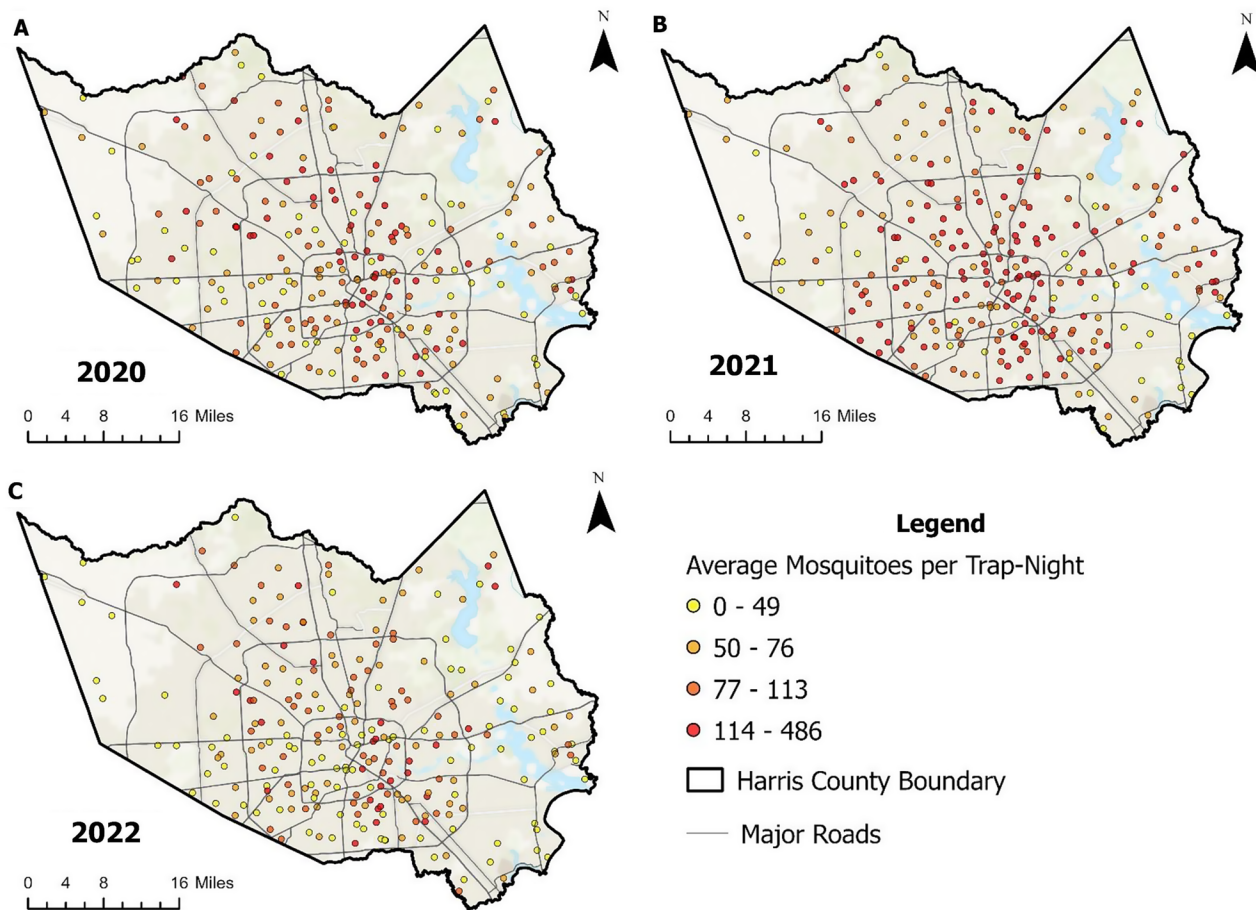 A
N
2020
0 4 8 16 Miles
B
N
2021
0 4 8 16 Miles
C
N
2022
0 4 8 16 Miles
Legend
Average Mosquitoes per Trap-Night
0 - 49
50 - 76
77 - 113
114 - 486
Harris County Boundary
Major Roads